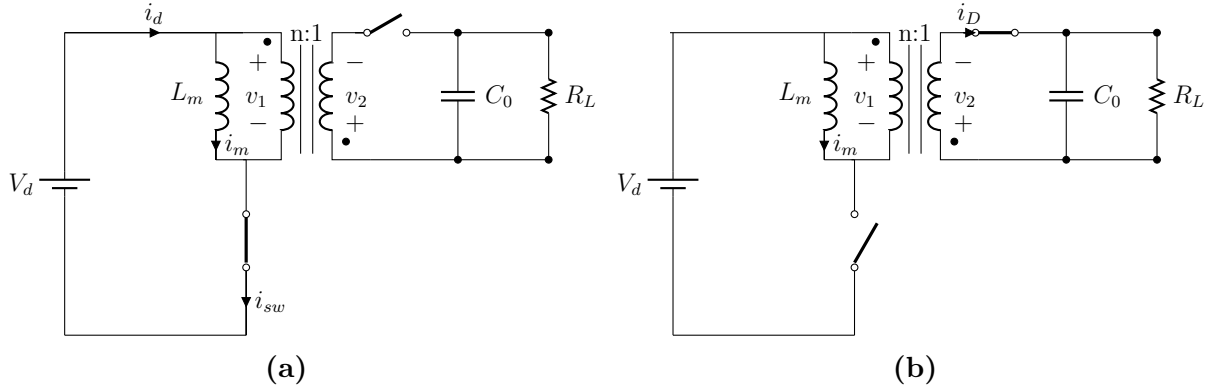 i_d
n:1
+
−
L_m
v_1
v_2
C_0
R_L
−
+
i_m
V_d
i_sw
(a)
i_D
n:1
+
−
L_m
v_1
v_2
C_0
R_L
−
+
i_m
V_d
(b)